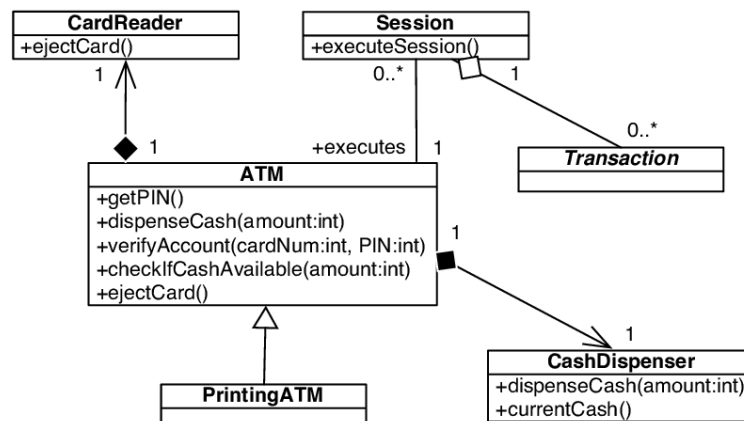 CardReader
+ejectCard()
Session
+executeSession()
1
0..*
1
0..*
Transaction
1
+executes
1
ATM
+getPIN()
+dispenseCash(amount:int)
+verifyAccount(cardNum:int, PIN:int)
+checkIfCashAvailable(amount:int)
+ejectCard()
1
1
CashDispenser
+dispenseCash(amount:int)
+currentCash()
PrintingATM